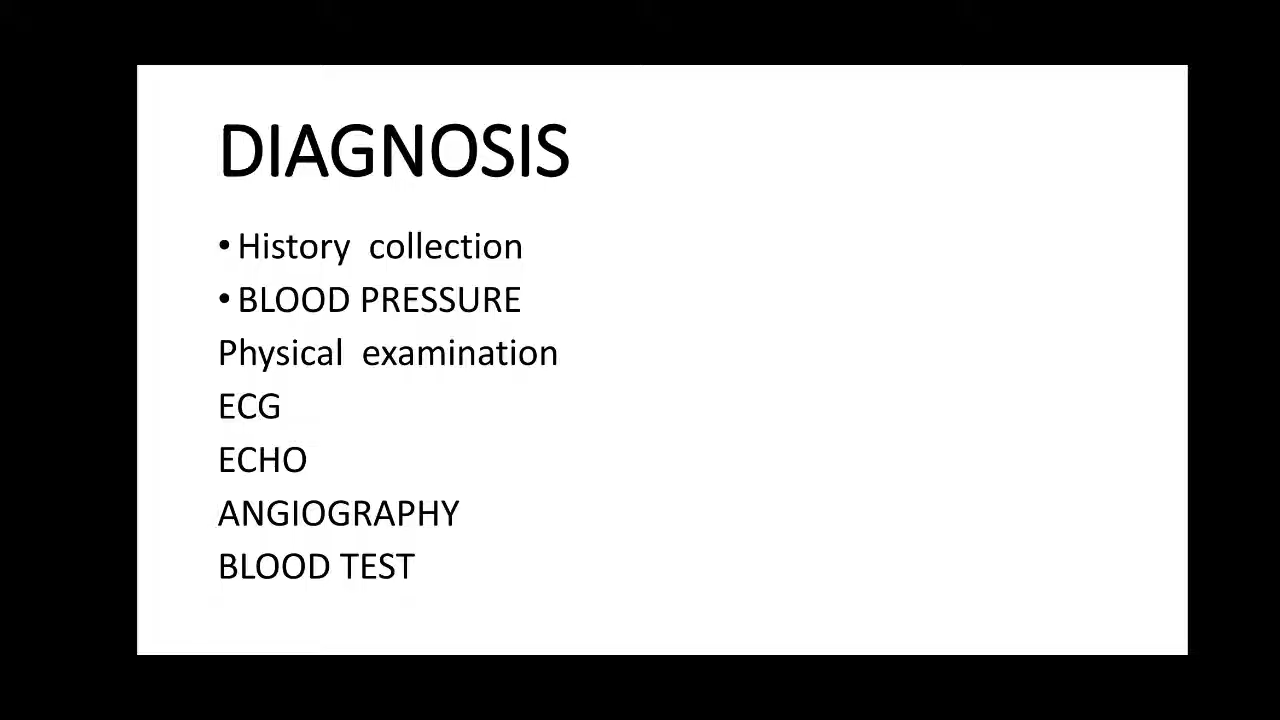 DIAGNOSIS
• History collection
• BLOOD PRESSURE
Physical examination
ECG
ECHO
ANGIOGRAPHY
BLOOD TEST